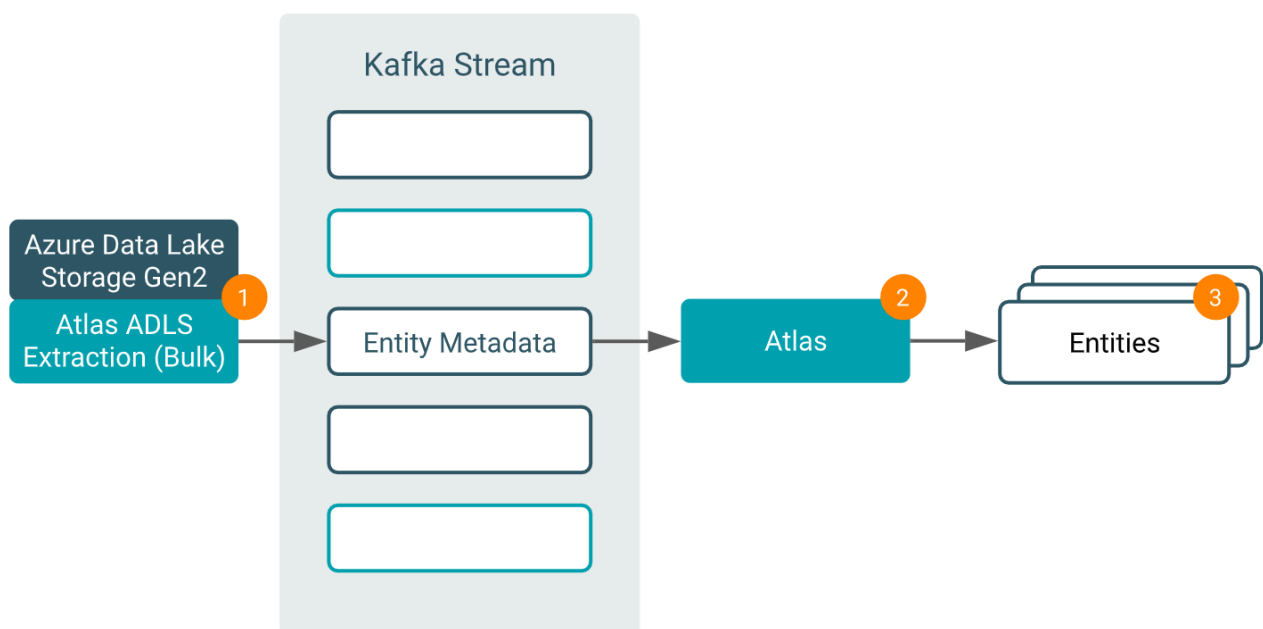 Kafka Stream
Azure Data Lake
Storage Gen2
1
Atlas ADLS
Extraction (Bulk)
Entity Metadata
2
Atlas
3
Entities